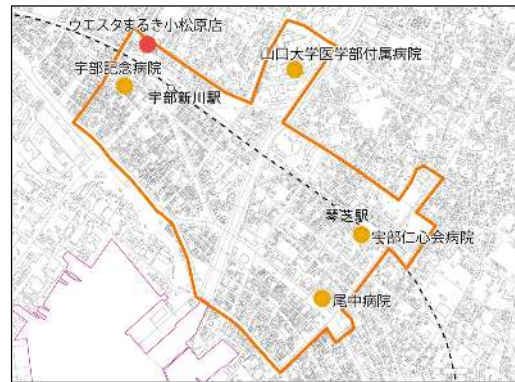 ウエスタまるき小松原店
山口大学医学部付属病院
宇部記念病院
宇部新川駅
琴芝駅
宇部仁心会病院
尾中病院